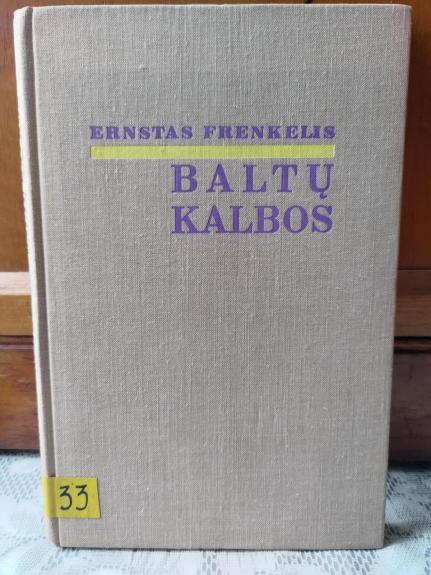 ERNSTAS FRENKELIS
BALTŲ
KALBOS
33